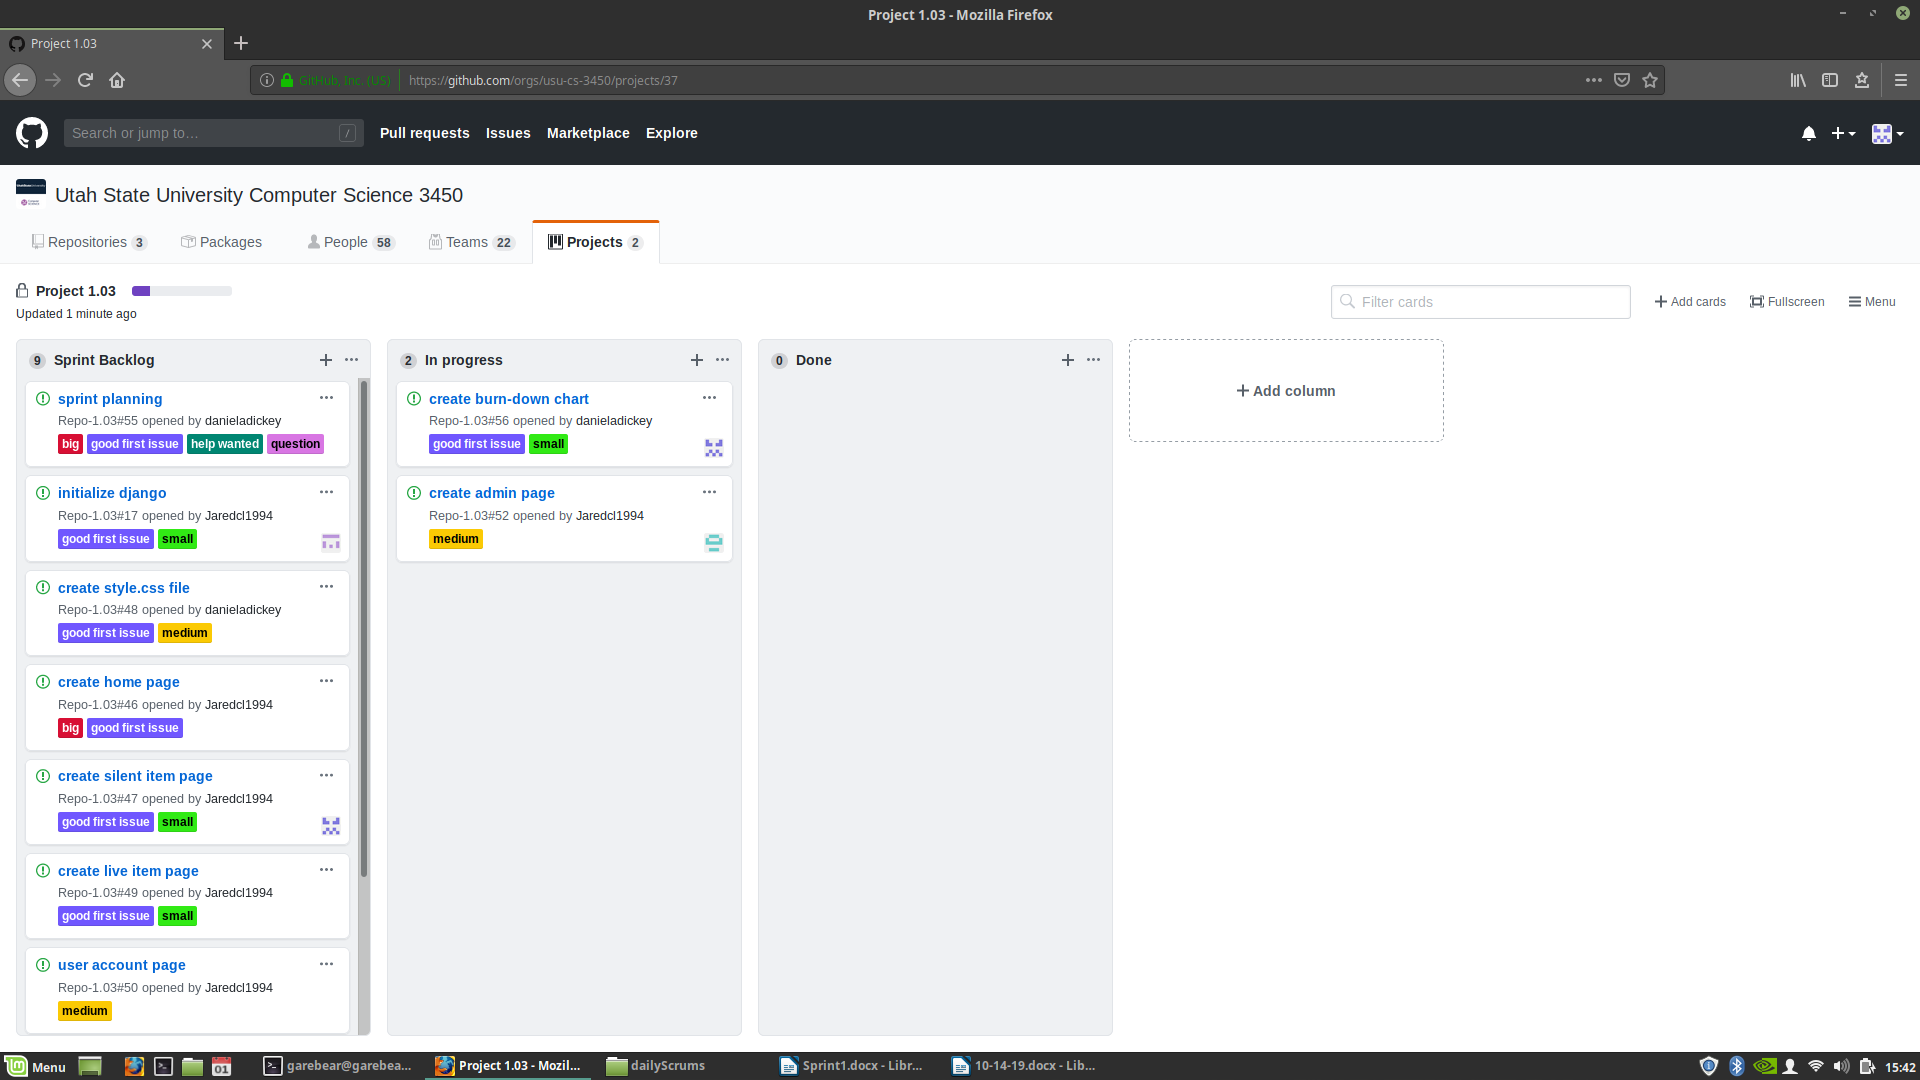 Project 1.03 - Mozilla Firefox
Project 1.03
GitHub, Inc. (US) https://github.com/orgs/usu-cs-3450/projects/37
Search or jump to… / Pull requests Issues Marketplace Explore
Utah State University Computer Science 3450
Repositories 3 Packages People 58 Teams 22 Projects 2
Project 1.03
Updated 1 minute ago
Filter cards Add cards Fullscreen Menu
9 Sprint Backlog
sprint planning
Repo-1.03#55 opened by danieladickey
big good first issue help wanted question
initialize django
Repo-1.03#17 opened by Jaredcl1994
good first issue small
create style.css file
Repo-1.03#48 opened by danieladickey
good first issue medium
create home page
Repo-1.03#46 opened by Jaredcl1994
big good first issue
create silent item page
Repo-1.03#47 opened by Jaredcl1994
good first issue small
create live item page
Repo-1.03#49 opened by Jaredcl1994
good first issue small
user account page
Repo-1.03#50 opened by Jaredcl1994
medium
2 In progress
create burn-down chart
Repo-1.03#56 opened by danieladickey
good first issue small
create admin page
Repo-1.03#52 opened by Jaredcl1994
medium
0 Done
Add column
Menu 01 garebear@garebea... Project 1.03 - Mozil... dailyScrums Sprint1.docx - Libr... 10-14-19.docx - Lib... 15:42